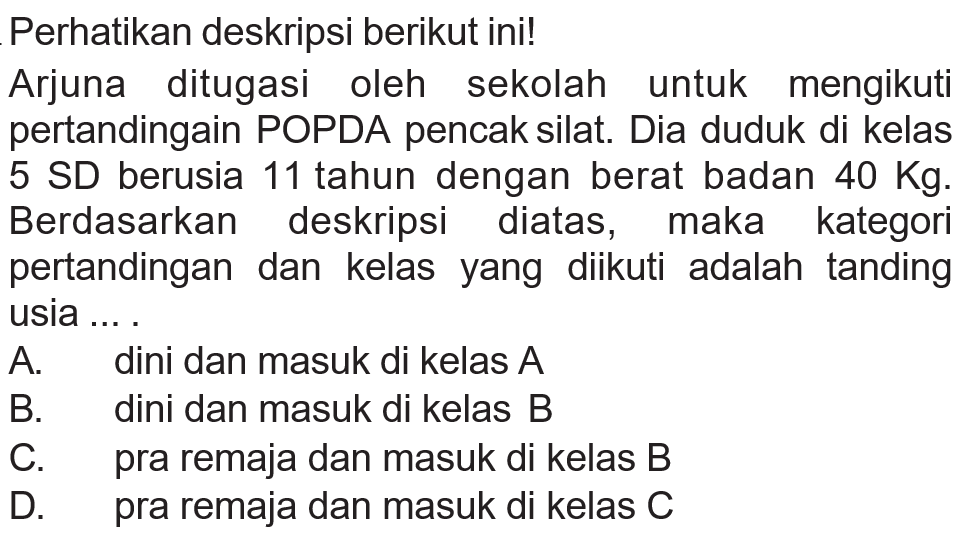 Perhatikan deskripsi berikut ini!
Arjuna ditugasi oleh sekolah untuk mengikuti
pertandingain POPDA pencak silat. Dia duduk di kelas
5 SD berusia 11 tahun dengan berat badan 40 Kg.
Berdasarkan deskripsi diatas, maka kategori
pertandingan dan kelas yang diikuti adalah tanding
usia ... .
A. dini dan masuk di kelas A
B. dini dan masuk di kelas B
C. pra remaja dan masuk di kelas B
D. pra remaja dan masuk di kelas C